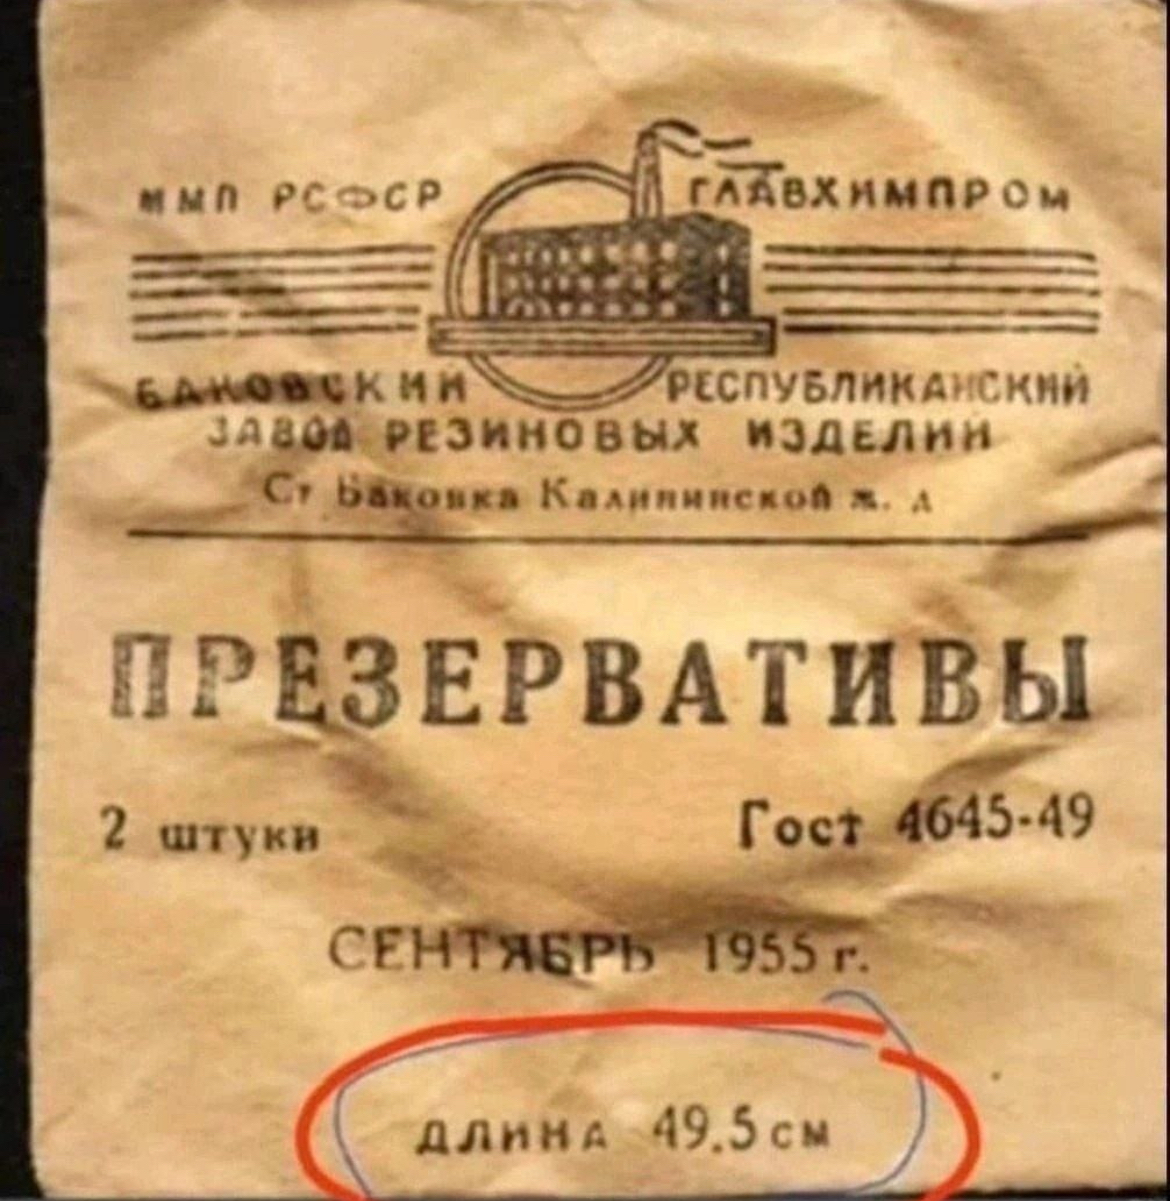 ММП РСФСР ГЛАВХИМПРОМ
БАКОВСКИЙ РЕСПУБЛИКАНСКИЙ
ЗАВОД РЕЗИНОВЫХ ИЗДЕЛИЙ
Ст Баковка Калининской ж. д
ПРЕЗЕРВАТИВЫ
2 штуки Гост 4645-49
СЕНТЯБРЬ 1955 г.
ДЛИНА 49.5 см